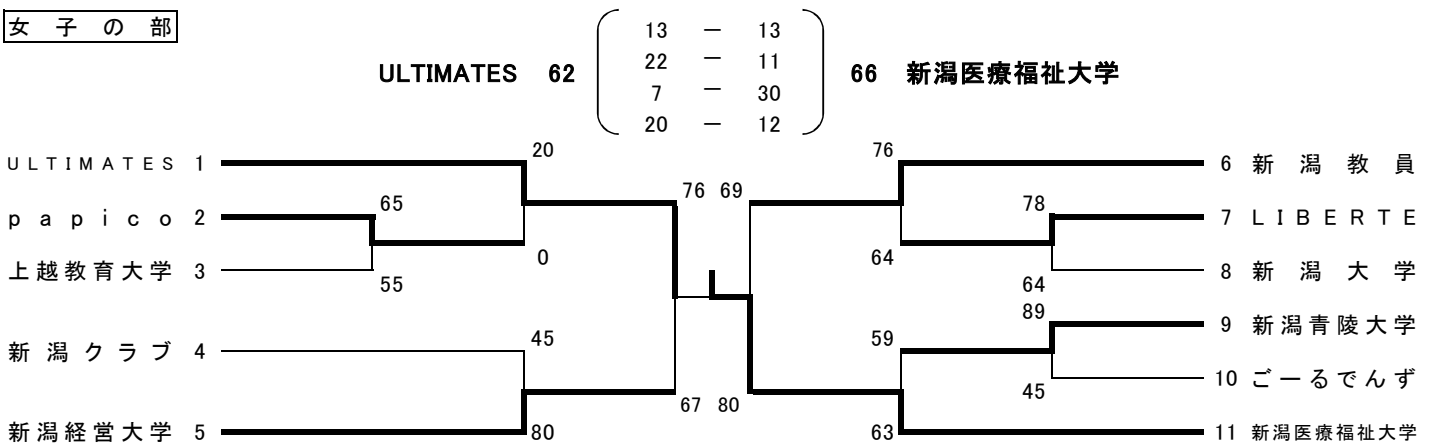 女 子 の 部
13 － 13
ULTIMATES 62 22 － 11 66 新潟医療福祉大学
7 － 30
20 － 12
ULTIMATES 1 20 76 6 新潟教員
76 69
papico 2 65 78 7 LIBERTE
上越教育大学 3 55 0 64 64 8 新潟大学
新潟クラブ 4 45 59 89 9 新潟青陵大学
67 80 45 10 ごーるでんず
新潟経営大学 5 80 63 11 新潟医療福祉大学